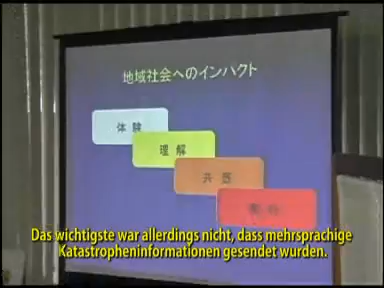 地域社会へのインパクト
体験
理解
共感
Das wichtigste war allerdings nicht, dass mehrsprachige
Katastropheninformationen gesendet wurden.